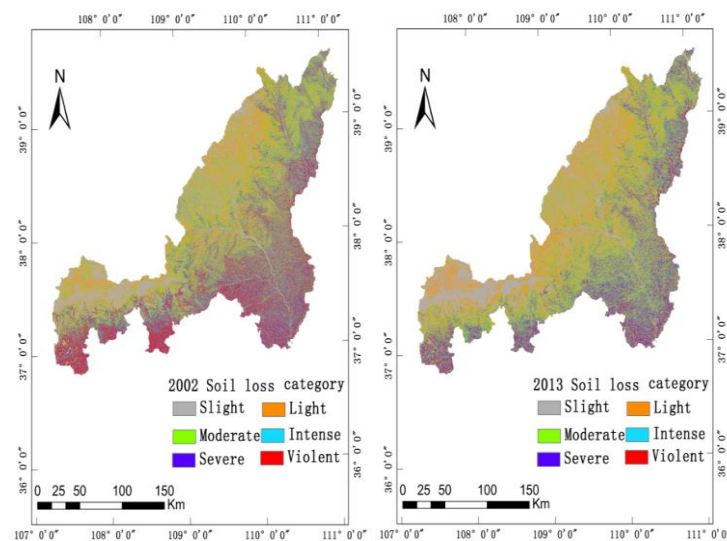 108° 0′0″ 109° 0′0″ 110° 0′0″ 111° 0′0″
N
39° 0′0″
38° 0′0″
37° 0′0″
36° 0′0″
39° 0′0″
38° 0′0″
37° 0′0″
36° 0′0″
2002 Soil loss category
Slight Light
Moderate Intense
Severe Violent
0 25 50 100 150
Km
107° 0′0″ 108° 0′0″ 109° 0′0″ 110° 0′0″ 111° 0′0″
108° 0′0″ 109° 0′0″ 110° 0′0″ 111° 0′0″
N
39° 0′0″
38° 0′0″
37° 0′0″
36° 0′0″
39° 0′0″
38° 0′0″
37° 0′0″
36° 0′0″
2013 Soil loss category
Slight Light
Moderate Intense
Severe Violent
0 25 50 100 150
Km
107° 0′0″ 108° 0′0″ 109° 0′0″ 110° 0′0″ 111° 0′0″